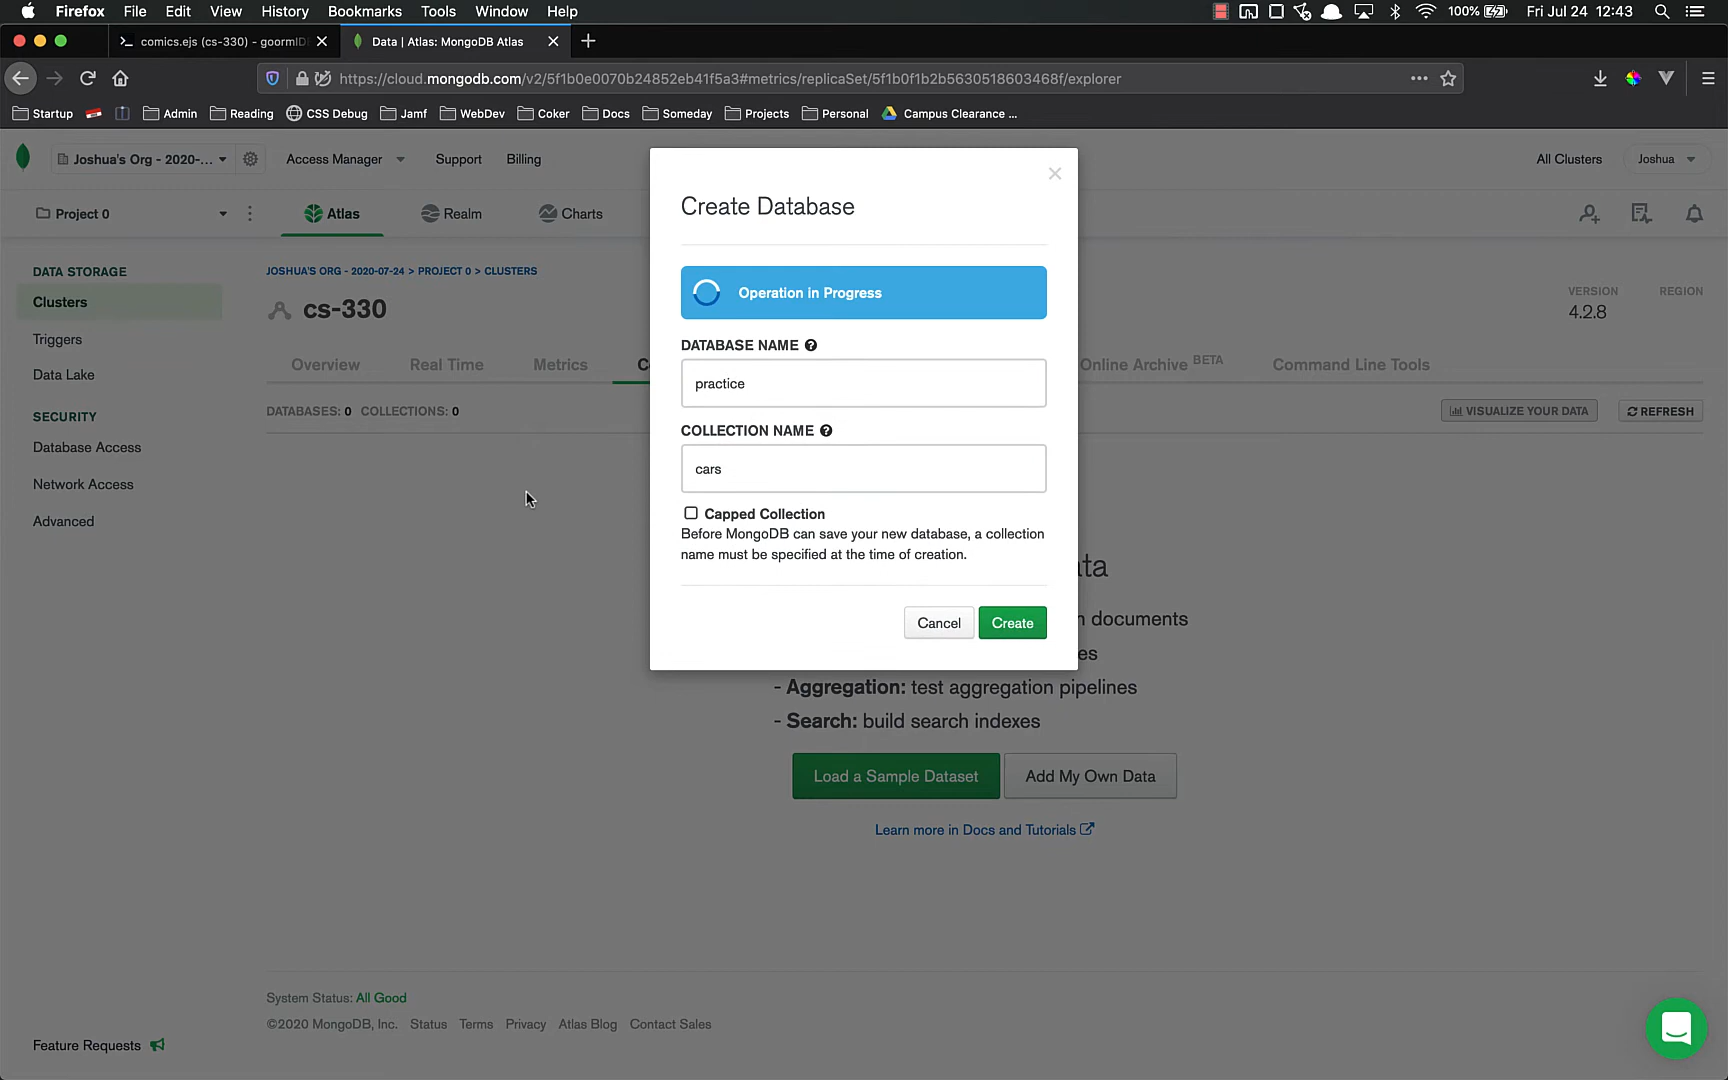 Firefox File Edit View History Bookmarks Tools Window Help 100% Fri Jul 24 12:43
comics.ejs (cs-330) - goormID Data | Atlas: MongoDB Atlas
https://cloud.mongodb.com/v2/5f1b0e0070b24852eb41f5a3#metrics/replicaSet/5f1b0f1b2b5630518603468f/explorer
Startup Admin Reading CSS Debug Jamf WebDev Coker Docs Someday Projects Personal Campus Clearance ...
Joshua's Org - 2020-... Access Manager Support Billing All Clusters Joshua
Project 0 Atlas Realm Charts
DATA STORAGE
Clusters
Triggers
Data Lake
SECURITY
Database Access
Network Access
Advanced
JOSHUA'S ORG - 2020-07-24 > PROJECT 0 > CLUSTERS
cs-330
VERSION REGION
4.2.8
Overview Real Time Metrics C Online Archive BETA Command Line Tools
DATABASES: 0 COLLECTIONS: 0 VISUALIZE YOUR DATA REFRESH
Create Database
Operation in Progress
DATABASE NAME
practice
COLLECTION NAME
cars
Capped Collection
Before MongoDB can save your new database, a collection
name must be specified at the time of creation.
Cancel Create
ta
documents
es
- Aggregation: test aggregation pipelines
- Search: build search indexes
Load a Sample Dataset Add My Own Data
Learn more in Docs and Tutorials
System Status: All Good
©2020 MongoDB, Inc. Status Terms Privacy Atlas Blog Contact Sales
Feature Requests